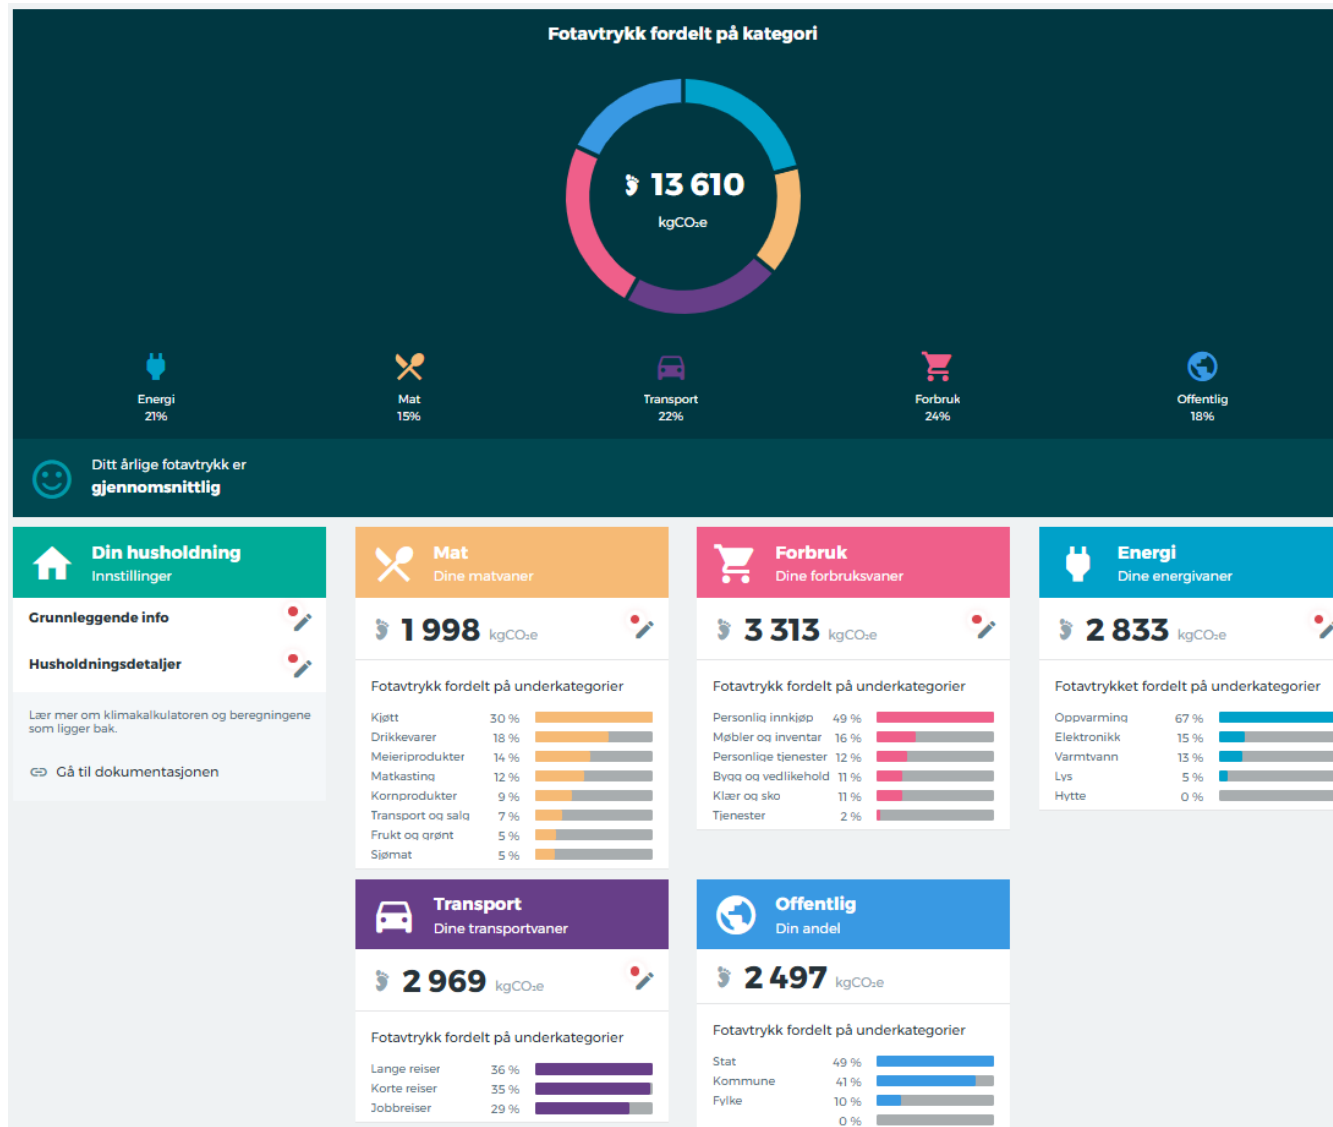 Fotavtrykk fordelt på kategori
13 610
kgCO₂e
Energi
21%
Mat
15%
Transport
22%
Forbruk
24%
Offentlig
18%
Ditt årlige fotavtrykk er
gjennomsnittlig
Din husholdning
Innstillinger
Grunnleggende info
Husholdningsdetaljer
Lær mer om klimakalkulatoren og beregningene
som ligger bak.
Gå til dokumentasjonen
Mat
Dine matvaner
1 998 kgCO₂e
Fotavtrykk fordelt på underkategorier
Kjøtt 30 %
Drikkevarer 18 %
Meieriprodukter 14 %
Matkasting 12 %
Kornprodukter 9 %
Transport og salg 7 %
Frukt og grønt 5 %
Sjømat 5 %
Forbruk
Dine forbruksvaner
3 313 kgCO₂e
Fotavtrykk fordelt på underkategorier
Personlig innkjøp 49 %
Møbler og inventar 16 %
Personlige tjenester 12 %
Bygg og vedlikehold 11 %
Klær og sko 11 %
Tjenester 2 %
Energi
Dine energivaner
2 833 kgCO₂e
Fotavtrykket fordelt på underkategorier
Oppvarming 67 %
Elektronikk 15 %
Varmtvann 13 %
Lys 5 %
Hytte 0 %
Transport
Dine transportvaner
2 969 kgCO₂e
Fotavtrykk fordelt på underkategorier
Lange reiser 36 %
Korte reiser 35 %
Jobbreiser 29 %
Offentlig
Din andel
2 497 kgCO₂e
Fotavtrykk fordelt på underkategorier
Stat 49 %
Kommune 41 %
Fylke 10 %
0 %